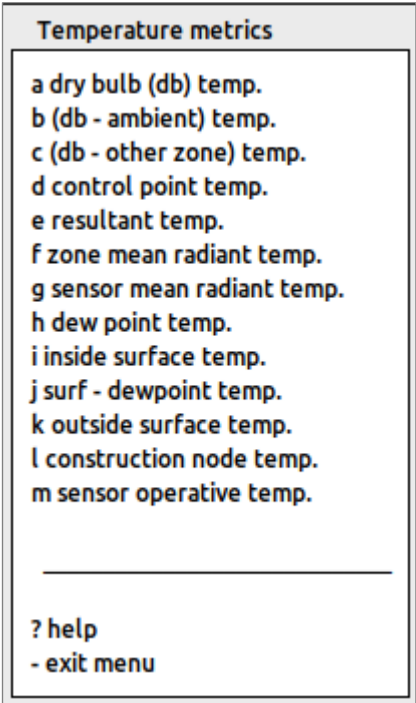 Temperature metrics
a dry bulb (db) temp.
b (db - ambient) temp.
c (db - other zone) temp.
d control point temp.
e resultant temp.
f zone mean radiant temp.
g sensor mean radiant temp.
h dew point temp.
i inside surface temp.
j surf - dewpoint temp.
k outside surface temp.
l construction node temp.
m sensor operative temp.
? help
- exit menu